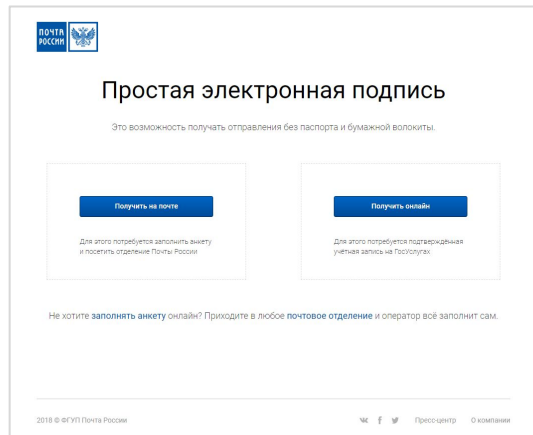 ПОЧТА
РОССИИ
Простая электронная подпись
Это возможность получать отправления без паспорта и бумажной волокиты.
Получить на почте
Для этого потребуется заполнить анкету
и посетить отделение Почты России
Получить онлайн
Для этого потребуется подтверждённая
учётная запись на ГосУслугах
Не хотите заполнять анкету онлайн? Приходите в любое почтовое отделение и оператор всё заполнит сам.
2018 © ФГУП Почта России
Пресс-центр
О компании